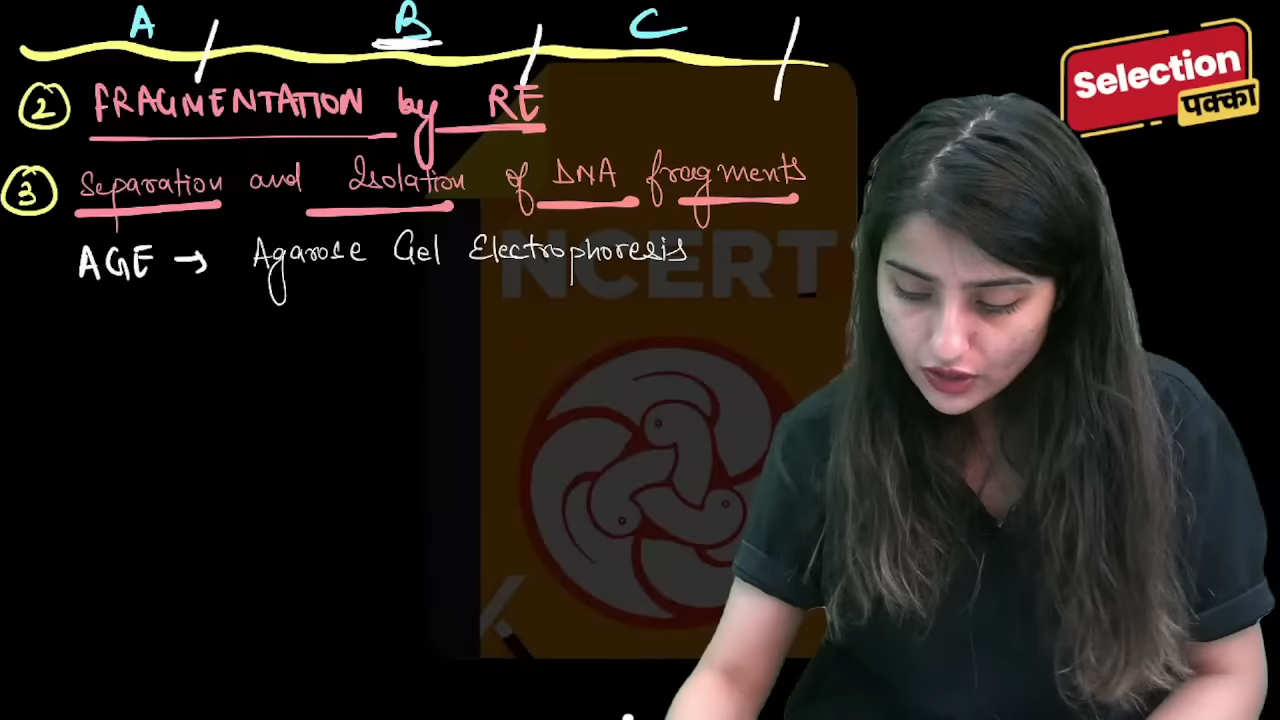 A B C
Selection
पक्का
2 FRAGMENTATION by RE
3 Separation and Isolation of DNA fragments
AGE → Agarose Gel Electrophoresis
NCERT